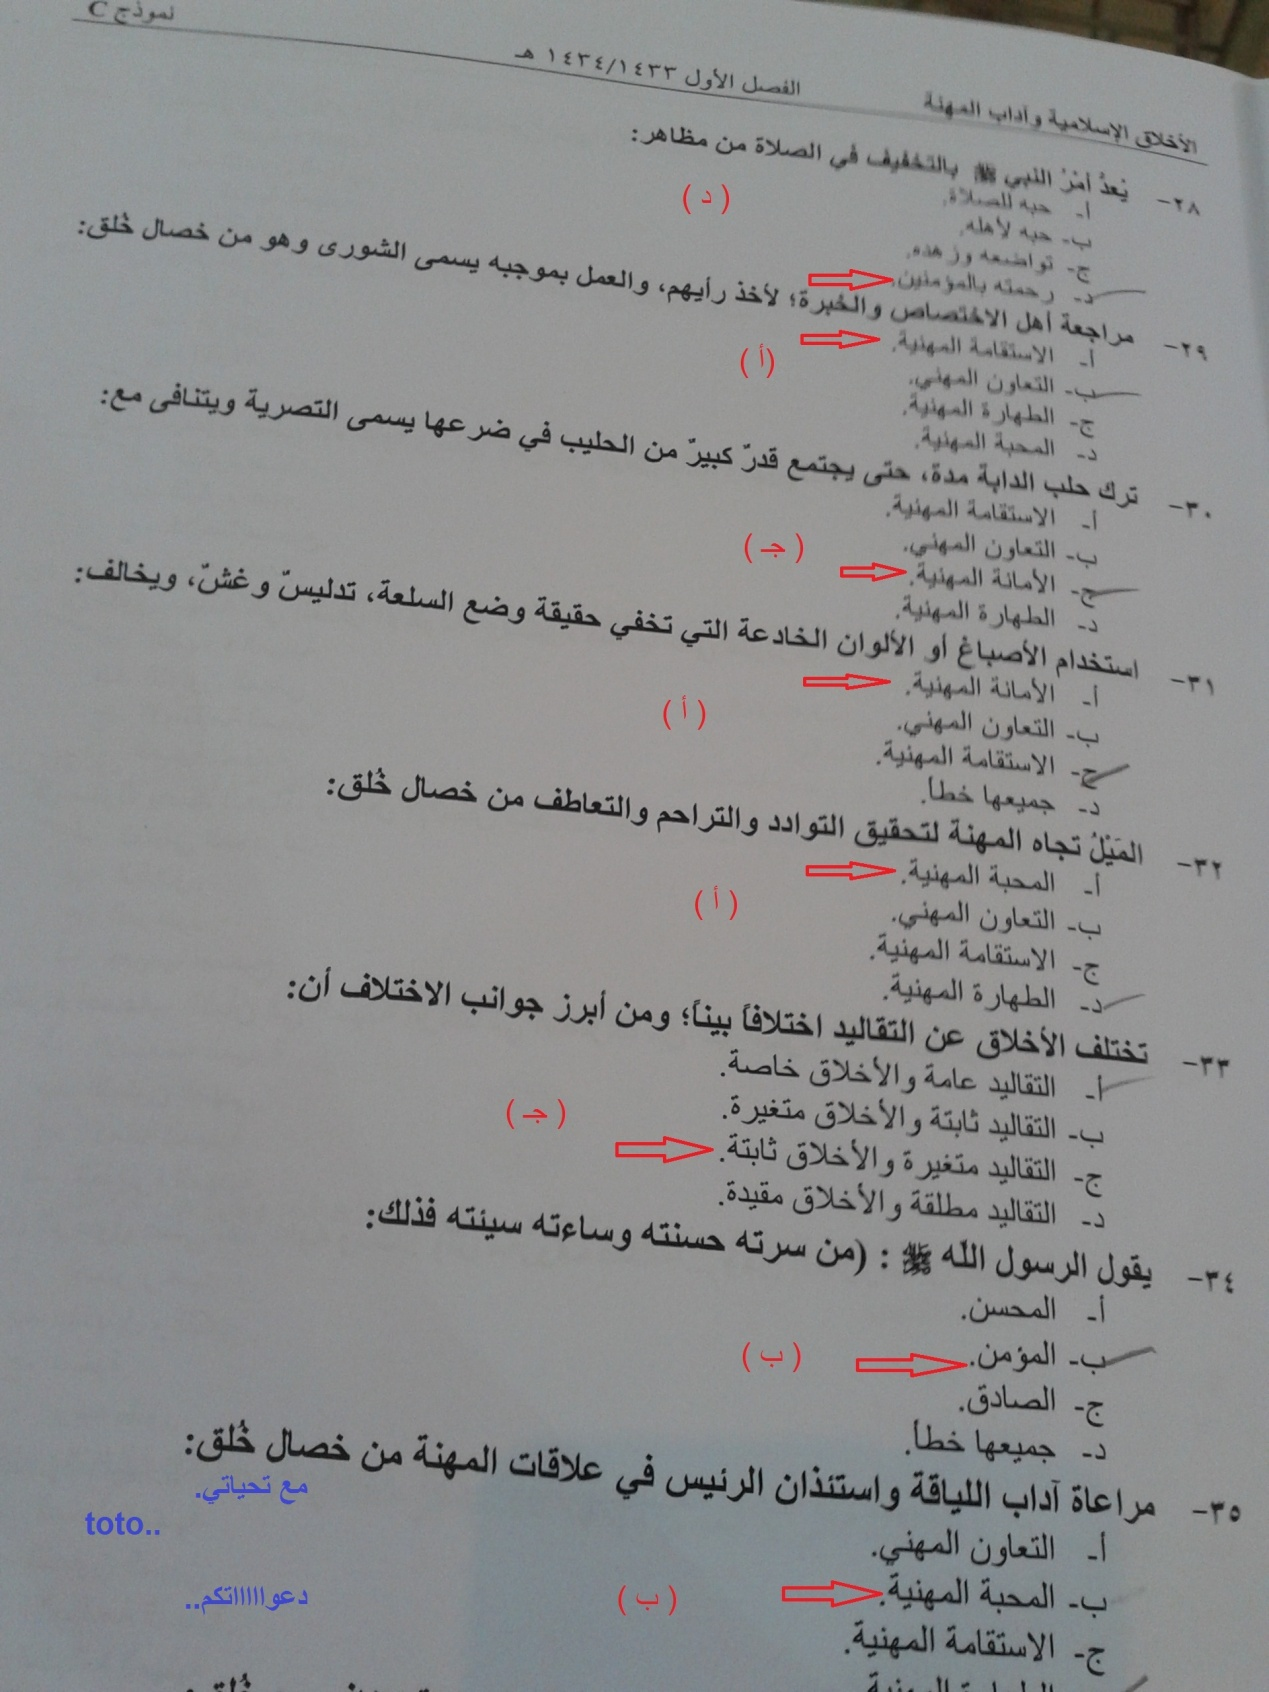 نموذج C
الأخلاق الإسلامية وآداب المهنة الفصل الأول ١٤٣٤/١٤٣٣ هـ
٢٨- يُعدُّ أمْرُ النبي ﷺ بالتخفيف في الصلاة من مظاهر:
أ- حبه للصلاة. ( د )
ب- حبه لأهله.
ج- تواضعه وزهده.
د- رحمته بالمؤمنين.
٢٩- مراجعة أهل الاختصاص والخُبرة؛ لأخذ رأيهم، والعمل بموجبه يسمى الشورى وهو من خصال خُلق:
أ- الاستقامة المهنية. ( أ )
ب- التعاون المهني.
ج- الطهارة المهنية.
د- المحبة المهنية.
٣٠- ترك حلب الدابة مدة، حتى يجتمع قدرٌ كبيرٌ من الحليب في ضرعها يسمى التصرية ويتنافى مع:
أ- الاستقامة المهنية.
ب- التعاون المهني. ( جـ )
ج- الأمانة المهنية.
د- الطهارة المهنية.
٣١- استخدام الأصباغ أو الألوان الخادعة التي تخفي حقيقة وضع السلعة، تدليسٌ وغشٌ، ويخالف:
أ- الأمانة المهنية. ( أ )
ب- التعاون المهني.
ج- الاستقامة المهنية.
د- جميعها خطأ.
٣٢- المَيْلُ تجاه المهنة لتحقيق التوادد والتراحم والتعاطف من خصال خُلق:
أ- المحبة المهنية. ( أ )
ب- التعاون المهني.
ج- الاستقامة المهنية.
د- الطهارة المهنية.
٣٣- تختلف الأخلاق عن التقاليد اختلافاً بيناً؛ ومن أبرز جوانب الاختلاف أن:
أ- التقاليد عامة والأخلاق خاصة.
ب- التقاليد ثابتة والأخلاق متغيرة. ( جـ )
ج- التقاليد متغيرة والأخلاق ثابتة.
د- التقاليد مطلقة والأخلاق مقيدة.
٣٤- يقول الرسول الله ﷺ : (من سرته حسنته وساءته سيئته فذلك:
أ- المحسن.
ب- المؤمن. ( ب )
ج- الصادق.
د- جميعها خطأ.
٣٥- مراعاة آداب اللياقة واستئذان الرئيس في علاقات المهنة من خصال خُلق:
مع تحياتي.
toto..
أ- التعاون المهني.
ب- المحبة المهنية. ( ب )
دعوااااااتكم..
ج- الاستقامة المهنية.